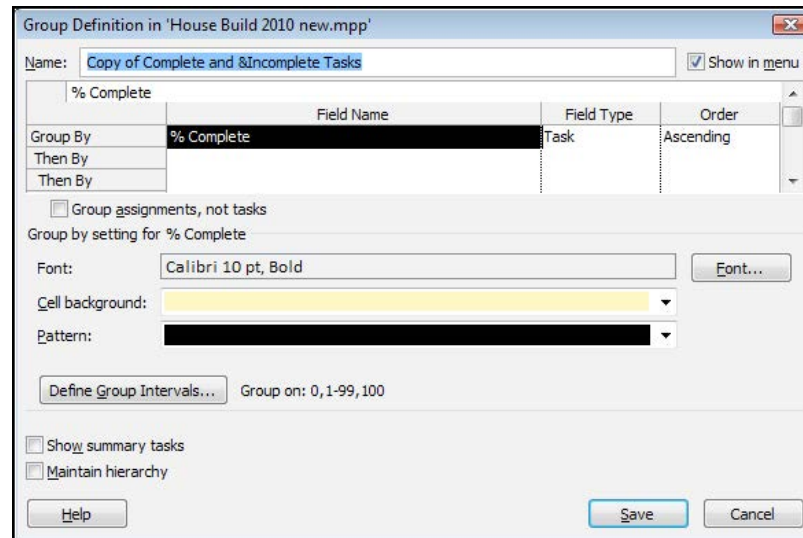 Group Definition in 'House Build 2010 new.mpp'
Name: Copy of Complete and &Incomplete Tasks Show in menu
% Complete
Field Name Field Type Order
Group By % Complete Task Ascending
Then By
Then By
Group assignments, not tasks
Group by setting for % Complete
Font: Calibri 10 pt, Bold Font...
Cell background:
Pattern:
Define Group Intervals... Group on: 0,1-99,100
Show summary tasks
Maintain hierarchy
Help Save Cancel